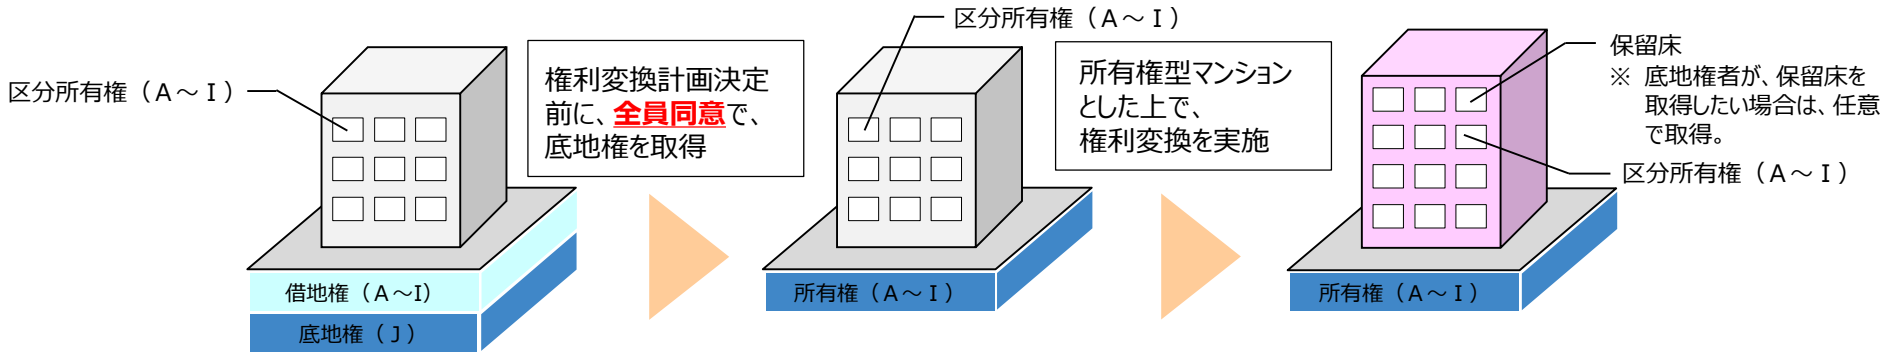 区分所有権（A～I）
借地権（A～I）
底地権（J）
権利変換計画決定
前に、全員同意で、
底地権を取得
区分所有権（A～I）
所有権（A～I）
所有権型マンション
とした上で、
権利変換を実施
保留床
※ 底地権者が、保留床を
取得したい場合は、任意
で取得。
区分所有権（A～I）
所有権（A～I）